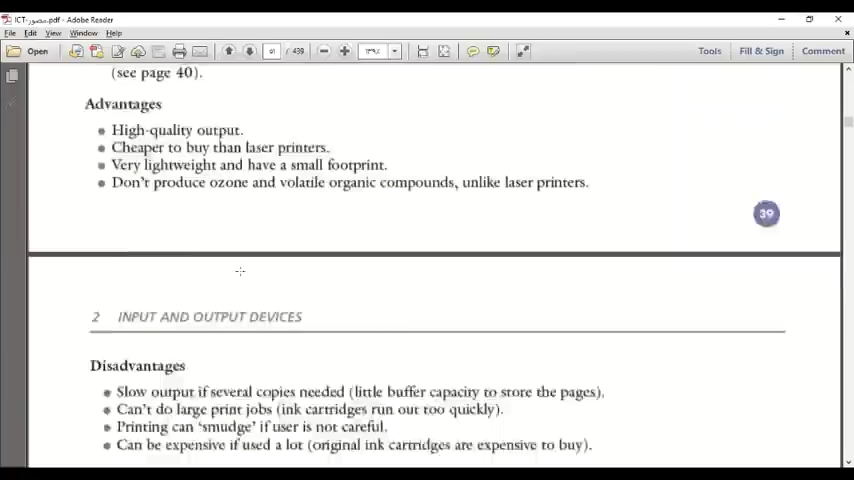 ICT-مصور.pdf - Adobe Reader
File Edit View Window Help
Open / 439 Tools Fill & Sign Comment
(see page 40).
Advantages
High-quality output.
Cheaper to buy than laser printers.
Very lightweight and have a small footprint.
Don't produce ozone and volatile organic compounds, unlike laser printers.
39
2 INPUT AND OUTPUT DEVICES
Disadvantages
Slow output if several copies needed (little buffer capacity to store the pages).
Can't do large print jobs (ink cartridges run out too quickly).
Printing can 'smudge' if user is not careful.
Can be expensive if used a lot (original ink cartridges are expensive to buy).